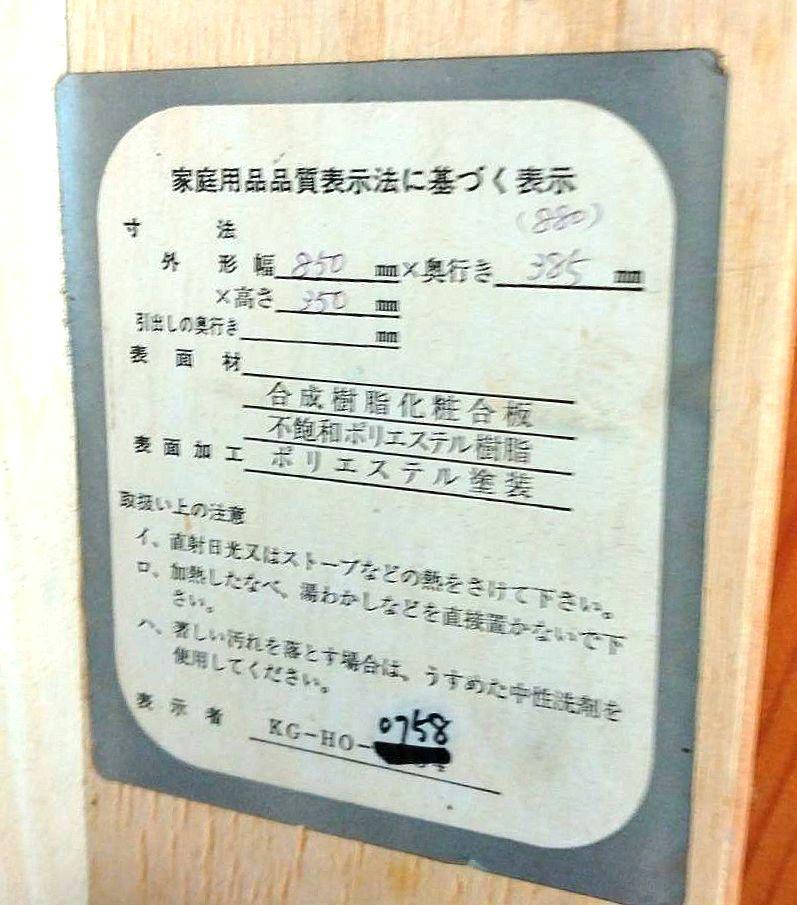 家庭用品品質表示法に基づく表示
(880)
寸法
外形幅 850 mm×奥行き 385 mm
×高さ 350 mm
引出しの奥行き mm
表面材
合成樹脂化粧合板
不飽和ポリエステル樹脂
表面加工 ポリエステル塗装
取扱い上の注意
イ、直射日光又はストーブなどの熱をさけて下さい。
ロ、加熱したなべ、湯わかしなどを直接置かないで下
さい。
ハ、著しい汚れを落とす場合は、うすめた中性洗剤を
使用してください。
表示者 KG-HO-0758